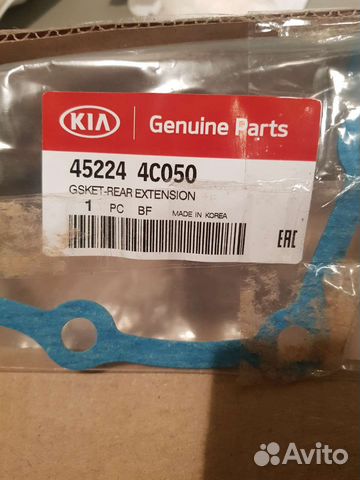 KIA Genuine Parts
45224 4C050
GSKET-REAR EXTENSION
1 PC BF MADE IN KOREA
EAC
Avito